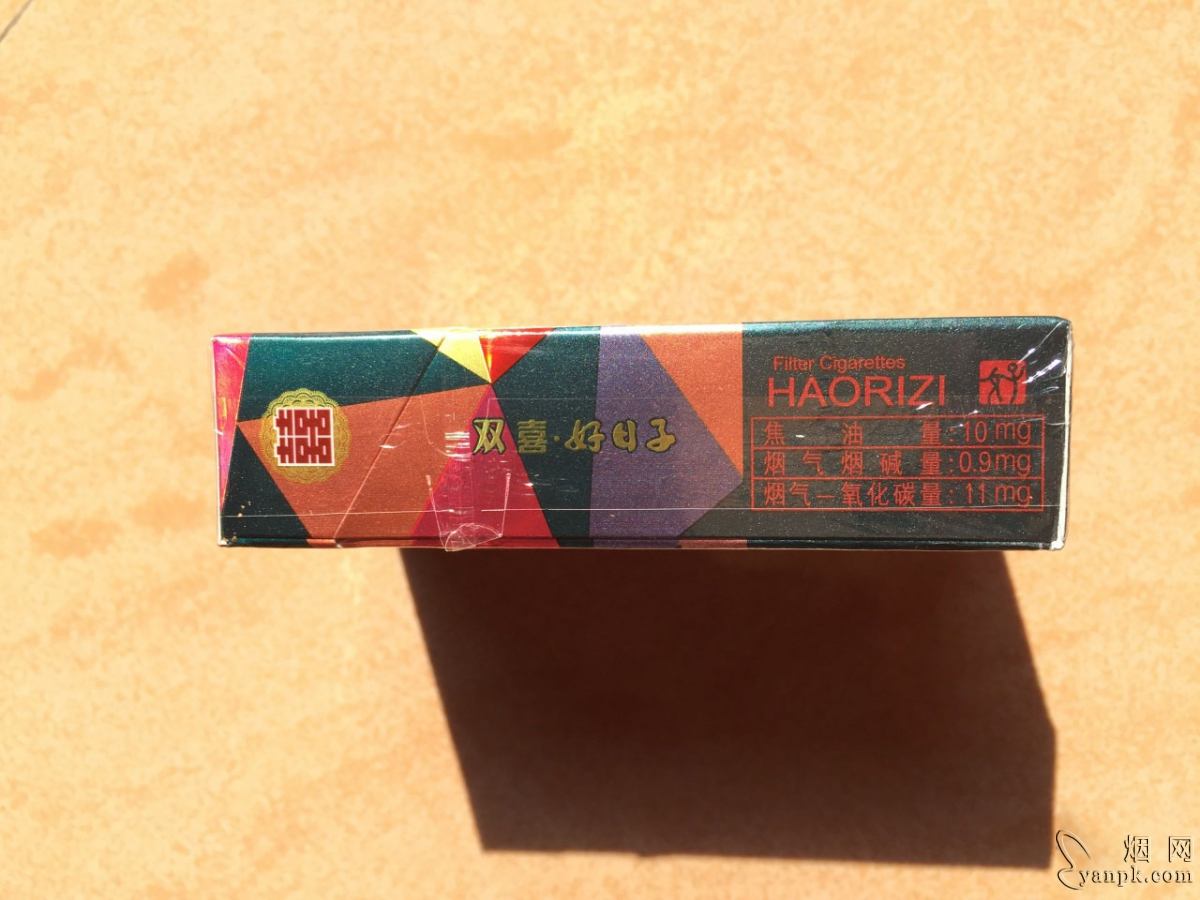 囍
双喜·好日子
Filter Cigarettes
HAORIZI
焦油量:10mg
烟气烟碱量:0.9mg
烟气一氧化碳量:11mg
烟网
yanpk.com